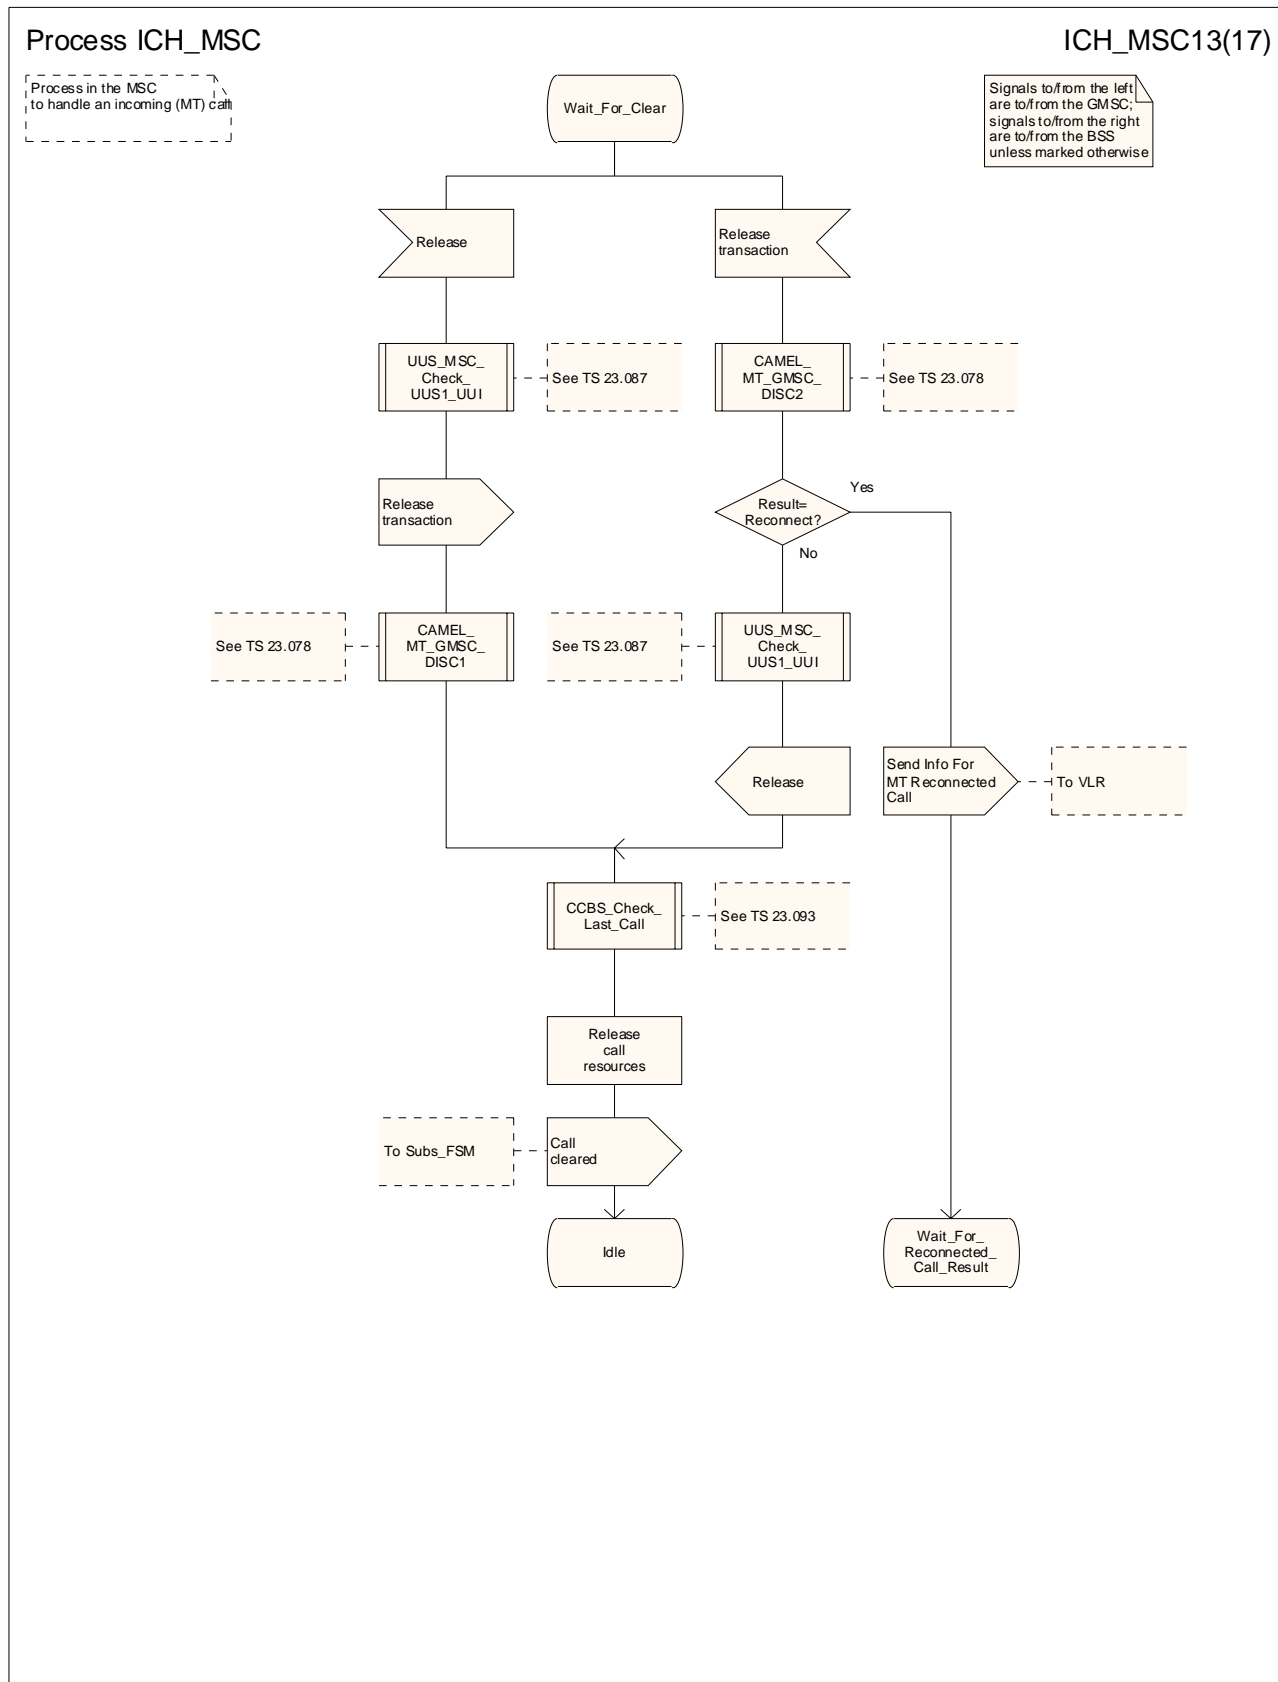 Process ICH_MSC
ICH_MSC13(17)
Process in the MSC
to handle an incoming (MT) call
Signals to/from the left
are to/from the GMSC;
signals to/from the right
are to/from the BSS
unless marked otherwise
Wait_For_Clear
Release
Release
transaction
UUS_MSC_
Check_
UUS1_UUI
See TS 23.087
CAMEL_
MT_GMSC_
DISC2
See TS 23.078
Release
transaction
Result=
Reconnect?
Yes
No
See TS 23.078
CAMEL_
MT_GMSC_
DISC1
See TS 23.087
UUS_MSC_
Check_
UUS1_UUI
Release
Send Info For
MT Reconnected
Call
To VLR
CCBS_Check_
Last_Call
See TS 23.093
Release
call
resources
To Subs_FSM
Call
cleared
Idle
Wait_For_
Reconnected_
Call_Result